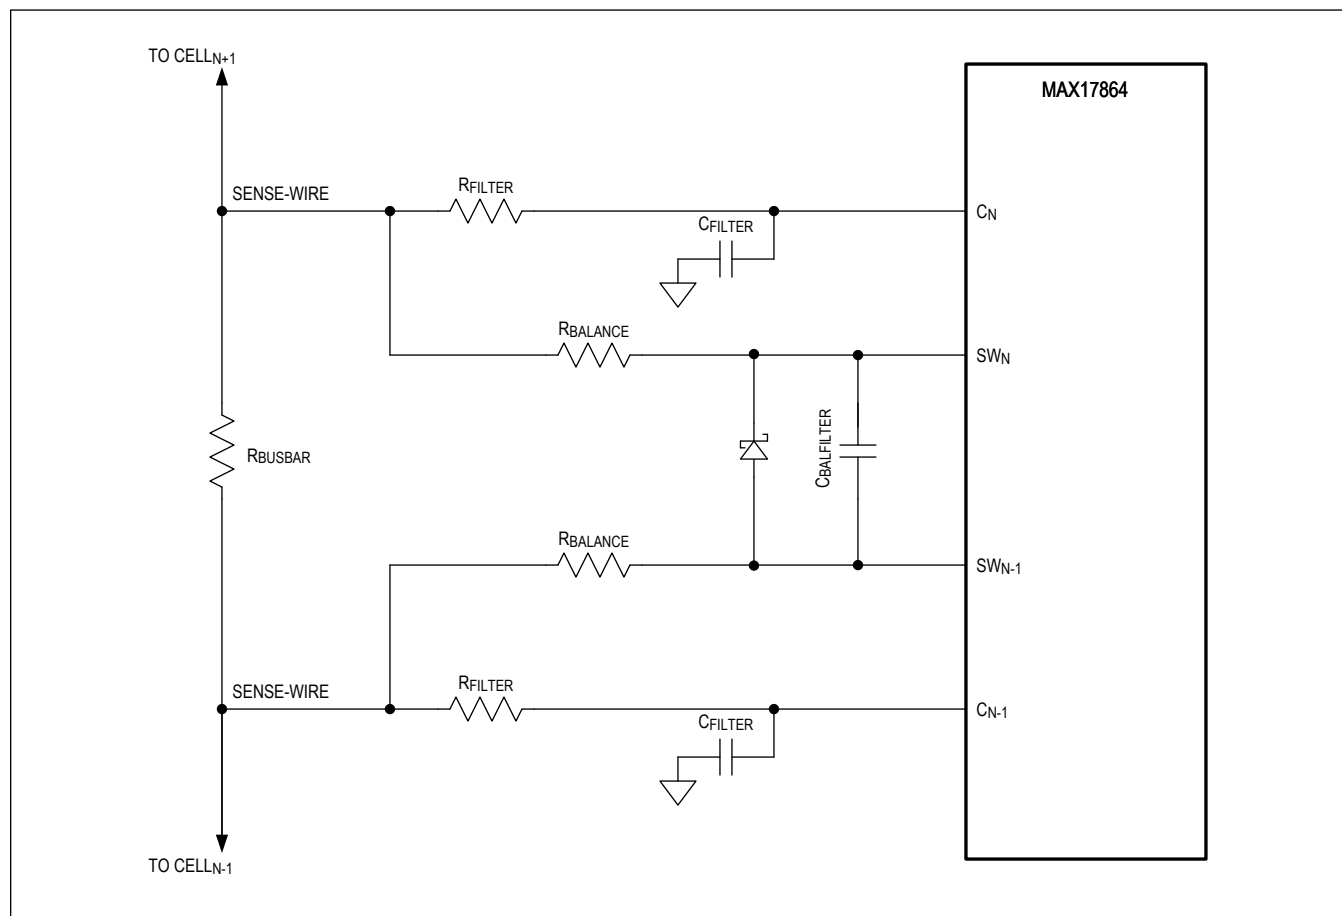 TO CELLN+1
MAX17864
SENSE-WIRE
RFILTER
CFILTER
CN
RBALANCE
SWN
RBUSBAR
CBALFILTER
RBALANCE
SWN-1
SENSE-WIRE
RFILTER
CFILTER
CN-1
TO CELLN-1